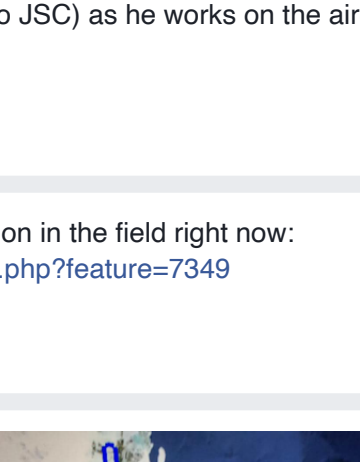 o JSC) as he works on the air
on in the field right now:
.php?feature=7349